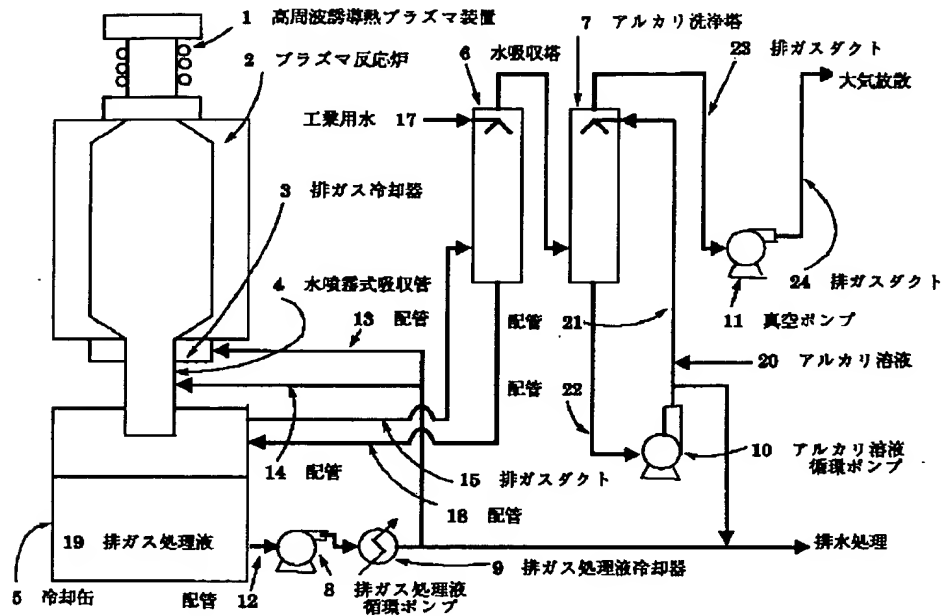 1 高周波誘導熱プラズマ装置
2 プラズマ反応炉
3 排ガス冷却器
4 水噴霧式吸収管
13 配管
6 水吸収塔
7 アルカリ洗浄塔
23 排ガスダクト
大気放散
工業用水 17
24 排ガスダクト
11 真空ポンプ
配管 21
20 アルカリ溶液
配管 22
10 アルカリ溶液
循環ポンプ
14 配管
15 排ガスダクト
18 配管
19 排ガス処理液
排水処理
5 冷却缶
配管 12
8 排ガス処理液
循環ポンプ
9 排ガス処理液冷却器